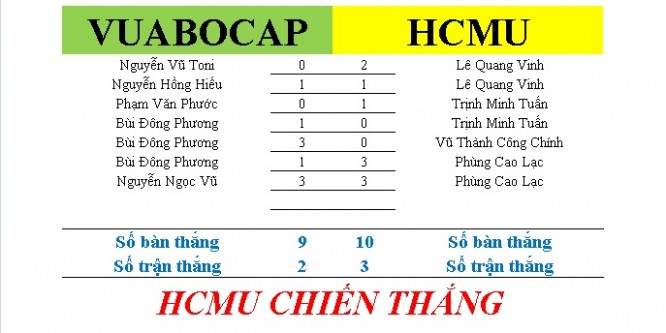 VUABOCAP HCMU
Nguyễn Vũ Toni 0 2 Lê Quang Vinh
Nguyễn Hồng Hiếu 1 1 Lê Quang Vinh
Phạm Văn Phước 0 1 Trịnh Minh Tuấn
Bùi Đông Phương 1 0 Trịnh Minh Tuấn
Bùi Đông Phương 3 0 Vũ Thành Công Chính
Bùi Đông Phương 1 3 Phùng Cao Lạc
Nguyễn Ngọc Vũ 3 3 Phùng Cao Lạc
Số bàn thắng 9 10 Số bàn thắng
Số trận thắng 2 3 Số trận thắng
HCMU CHIẾN THẮNG